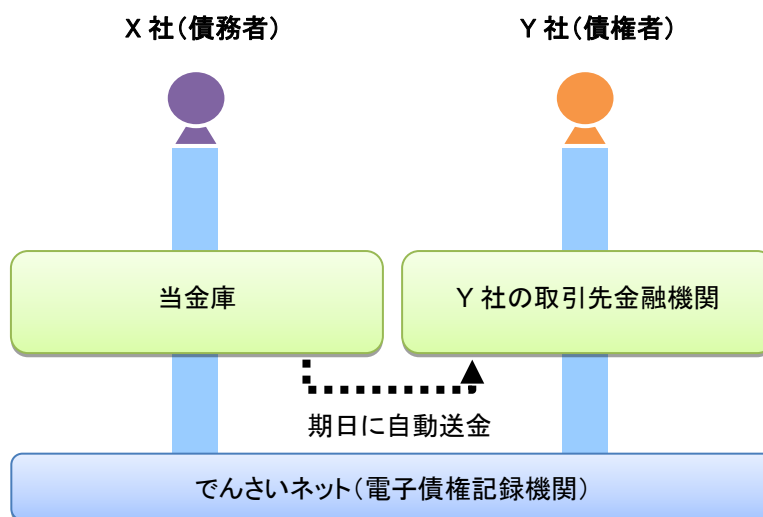 X 社（債務者）
Y 社（債権者）
当金庫
Y 社の取引先金融機関
期日に自動送金
でんさいネット（電子債権記録機関）